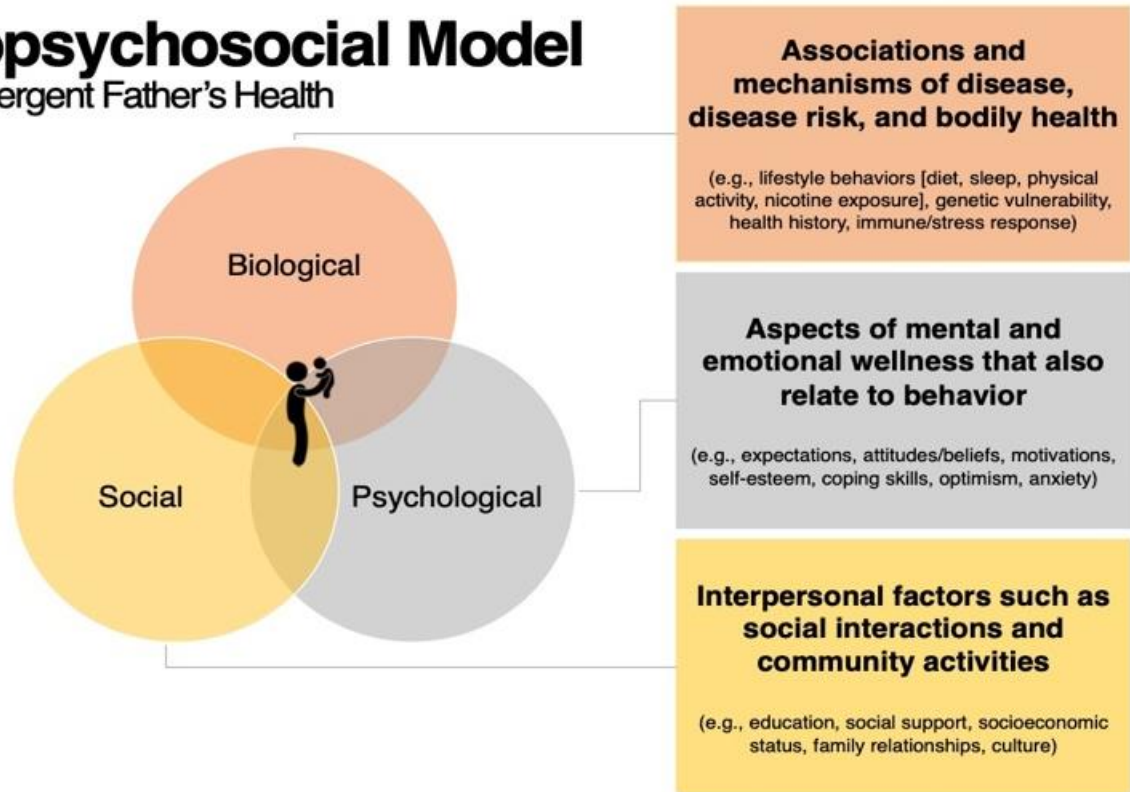 opsychosocial Model
ergent Father's Health
Biological
Social
Psychological
Associations and
mechanisms of disease,
disease risk, and bodily health
(e.g., lifestyle behaviors [diet, sleep, physical
activity, nicotine exposure], genetic vulnerability,
health history, immune/stress response)
Aspects of mental and
emotional wellness that also
relate to behavior
(e.g., expectations, attitudes/beliefs, motivations,
self-esteem, coping skills, optimism, anxiety)
Interpersonal factors such as
social interactions and
community activities
(e.g., education, social support, socioeconomic
status, family relationships, culture)